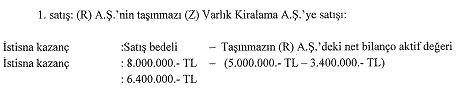 1. satış: (R) A.Ş.’nin taşınmazı (Z) Varlık Kiralama A.Ş.’ye satışı:
İstisna kazanç :Satış bedeli – Taşınmazın (R) A.Ş.’deki net bilanço aktif değeri
İstisna kazanç : 8.000.000.- TL – (5.000.000.- TL – 3.400.000.- TL)
: 6.400.000.- TL